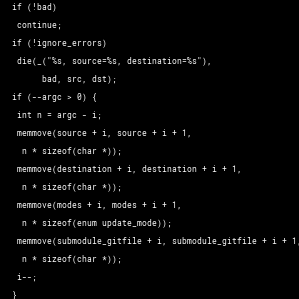 if (!bad)
continue;
if (!ignore_errors)
die(_("%s, source=%s, destination=%s"),
bad, src, dst);
if (--argc > 0) {
int n = argc - i;
memmove(source + i, source + i + 1,
n * sizeof(char *));
memmove(destination + i, destination + i + 1,
n * sizeof(char *));
memmove(modes + i, modes + i + 1,
n * sizeof(enum update_mode));
memmove(submodule_gitfile + i, submodule_gitfile + i + 1,
n * sizeof(char *));
i--;
}